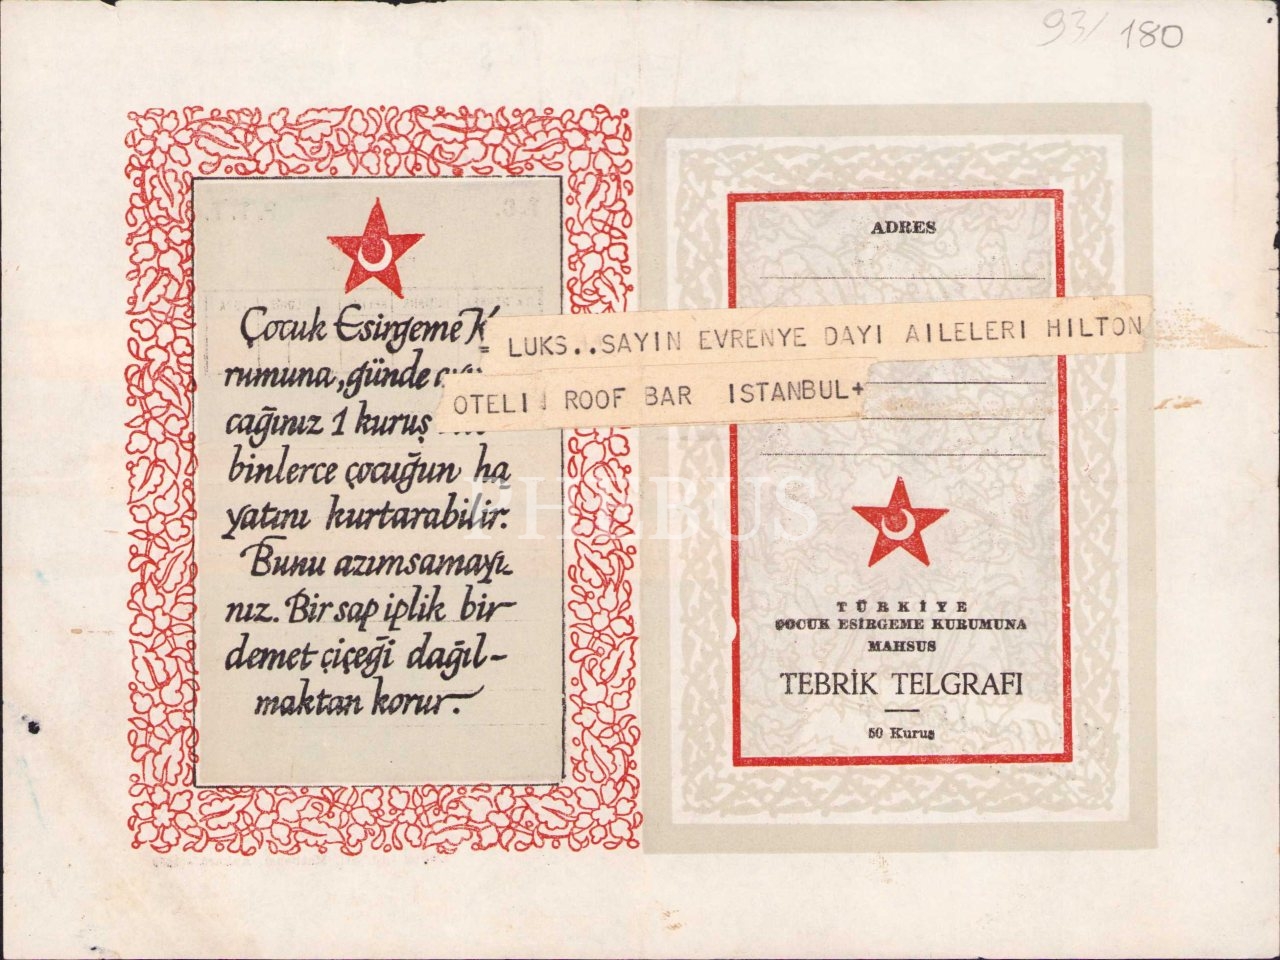 93/ 180
Çocuk Esirgeme K
rumuna, günde
cağınız 1 kuruş
binlerce çocuğun ha
yatını kurtarabilir.
Bunu azımsamayı
nız. Bir sap iplik bir
demet çiçeği dağıl-
maktan korur.
ADRES
= LUKS..SAYIN EVRENYE DAYI AILELERI HILTON
OTELI ROOF BAR ISTANBUL+
PHEBUS
TÜRKİYE
ÇOCUK ESİRGEME KURUMUNA
MAHSUS
TEBRİK TELGRAFI
50 Kuruş